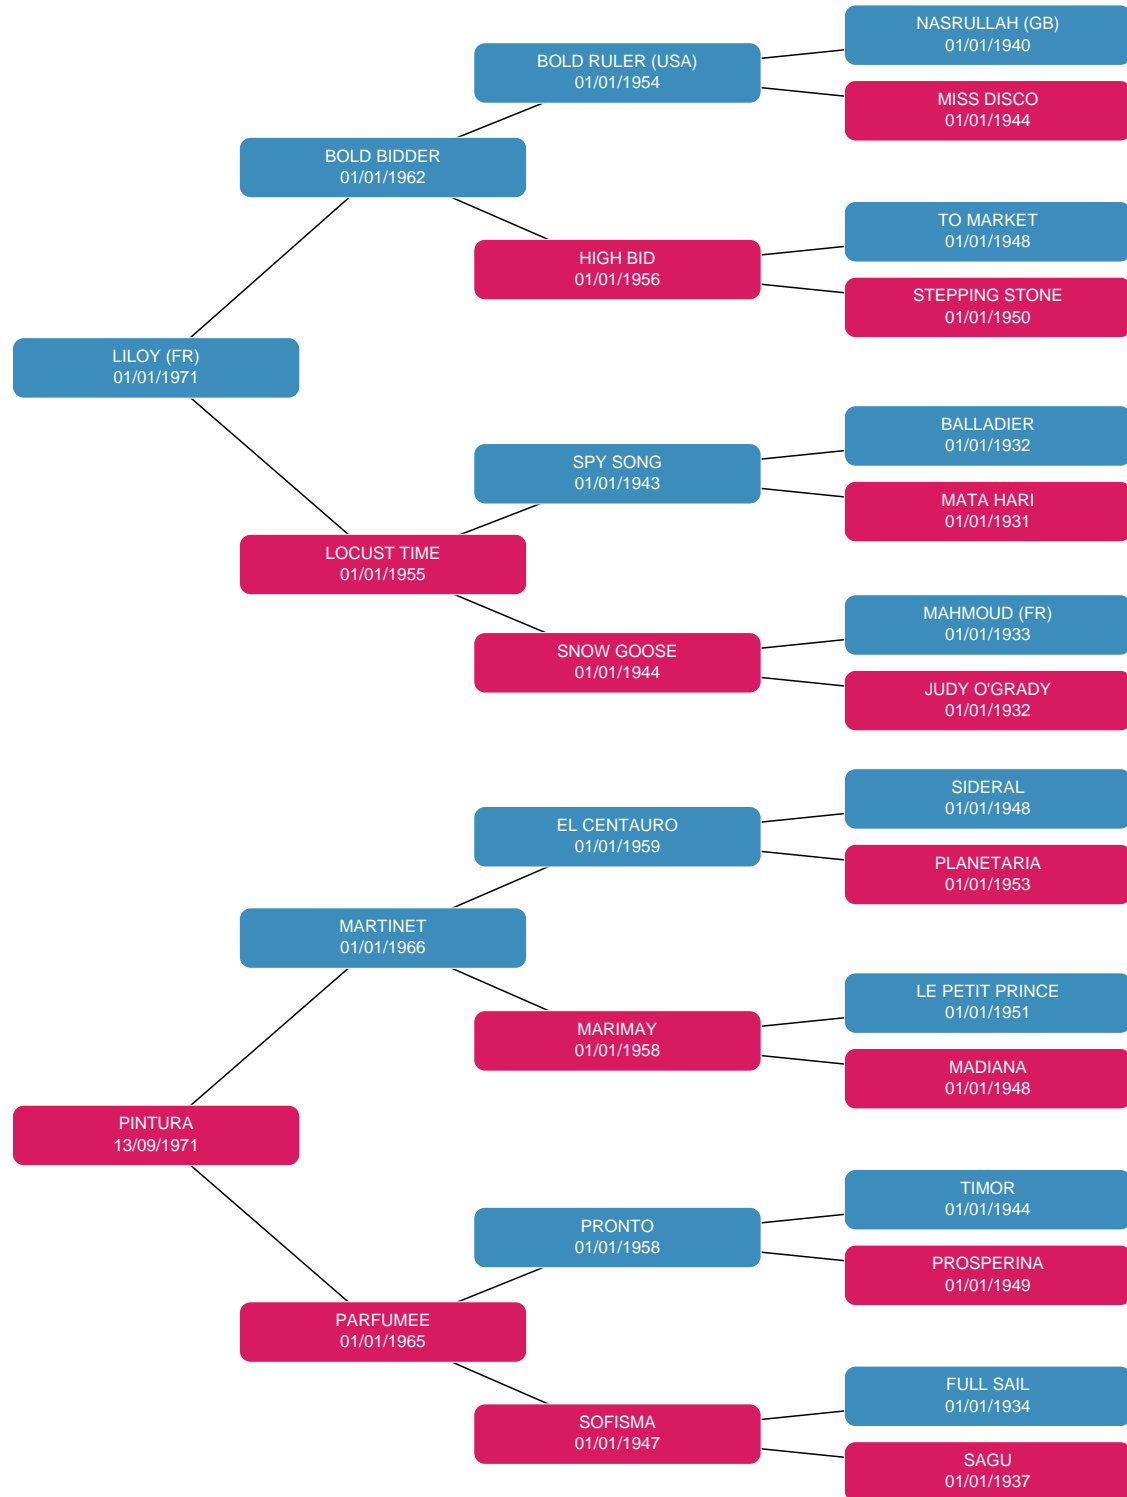 NASRULLAH (GB)
01/01/1940
BOLD RULER (USA)
01/01/1954
MISS DISCO
01/01/1944
BOLD BIDDER
01/01/1962
TO MARKET
01/01/1948
HIGH BID
01/01/1956
STEPPING STONE
01/01/1950
LILOY (FR)
01/01/1971
BALLADIER
01/01/1932
SPY SONG
01/01/1943
MATA HARI
01/01/1931
LOCUST TIME
01/01/1955
MAHMOUD (FR)
01/01/1933
SNOW GOOSE
01/01/1944
JUDY O'GRADY
01/01/1932
SIDERAL
01/01/1948
EL CENTAURO
01/01/1959
PLANETARIA
01/01/1953
MARTINET
01/01/1966
LE PETIT PRINCE
01/01/1951
MARIMAY
01/01/1958
MADIANA
01/01/1948
PINTURA
13/09/1971
TIMOR
01/01/1944
PRONTO
01/01/1958
PROSPERINA
01/01/1949
PARFUMEE
01/01/1965
FULL SAIL
01/01/1934
SOFISMA
01/01/1947
SAGU
01/01/1937